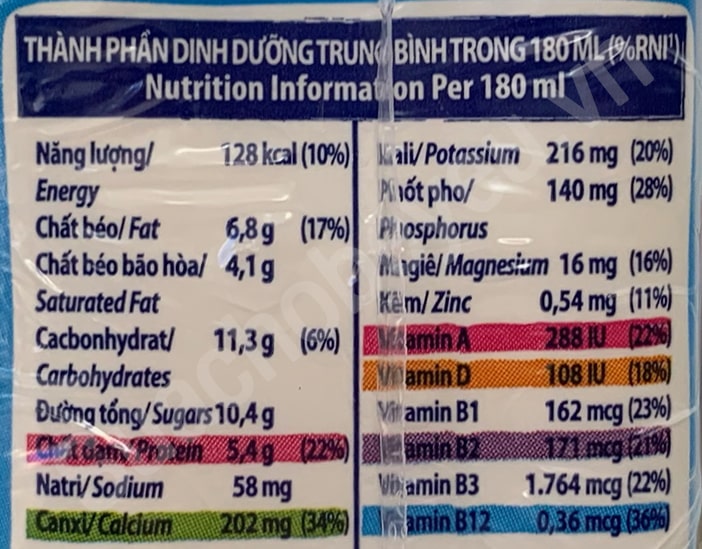 THÀNH PHẦN DINH DƯỠNG TRUNG BÌNH TRONG 180 ML (%RNI¹)
Nutrition Information Per 180 ml
Năng lượng/ 128 kcal (10%)
Energy
Chất béo/ Fat 6,8 g (17%)
Chất béo bão hòa/ 4,1 g
Saturated Fat
Cacbonhydrat/ 11,3 g (6%)
Carbohydrates
Đường tổng/ Sugars 10,4 g
Chất đạm/ Protein 5,4 g (22%)
Natri/ Sodium 58 mg
Canxi/ Calcium 202 mg (34%)
Kali/ Potassium 216 mg (20%)
Phốt pho/ 140 mg (28%)
Phosphorus
Magiê/ Magnesium 16 mg (16%)
Kẽm/ Zinc 0,54 mg (11%)
Vitamin A 288 IU (22%)
Vitamin D 108 IU (18%)
Vitamin B1 162 mcg (23%)
Vitamin B2 171 mcg (21%)
Vitamin B3 1.764 mcg (22%)
Vitamin B12 0,36 mcg (36%)